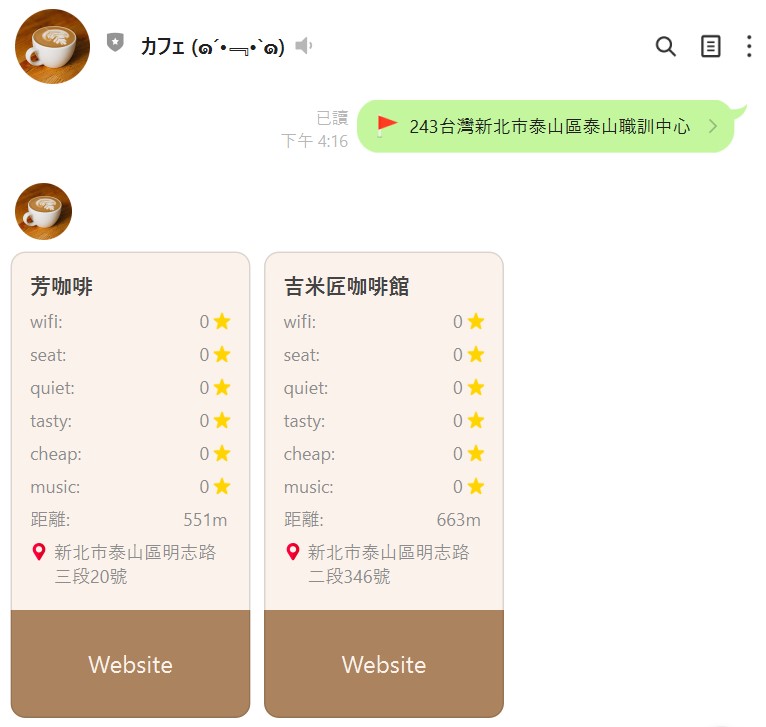 カフェ (๑´•﹃•`๑)
已讀
下午 4:16
243台灣新北市泰山區泰山職訓中心
芳咖啡
wifi: 0
seat: 0
quiet: 0
tasty: 0
cheap: 0
music: 0
距離: 551m
新北市泰山區明志路
三段20號
Website
吉米匠咖啡館
wifi: 0
seat: 0
quiet: 0
tasty: 0
cheap: 0
music: 0
距離: 663m
新北市泰山區明志路
二段346號
Website